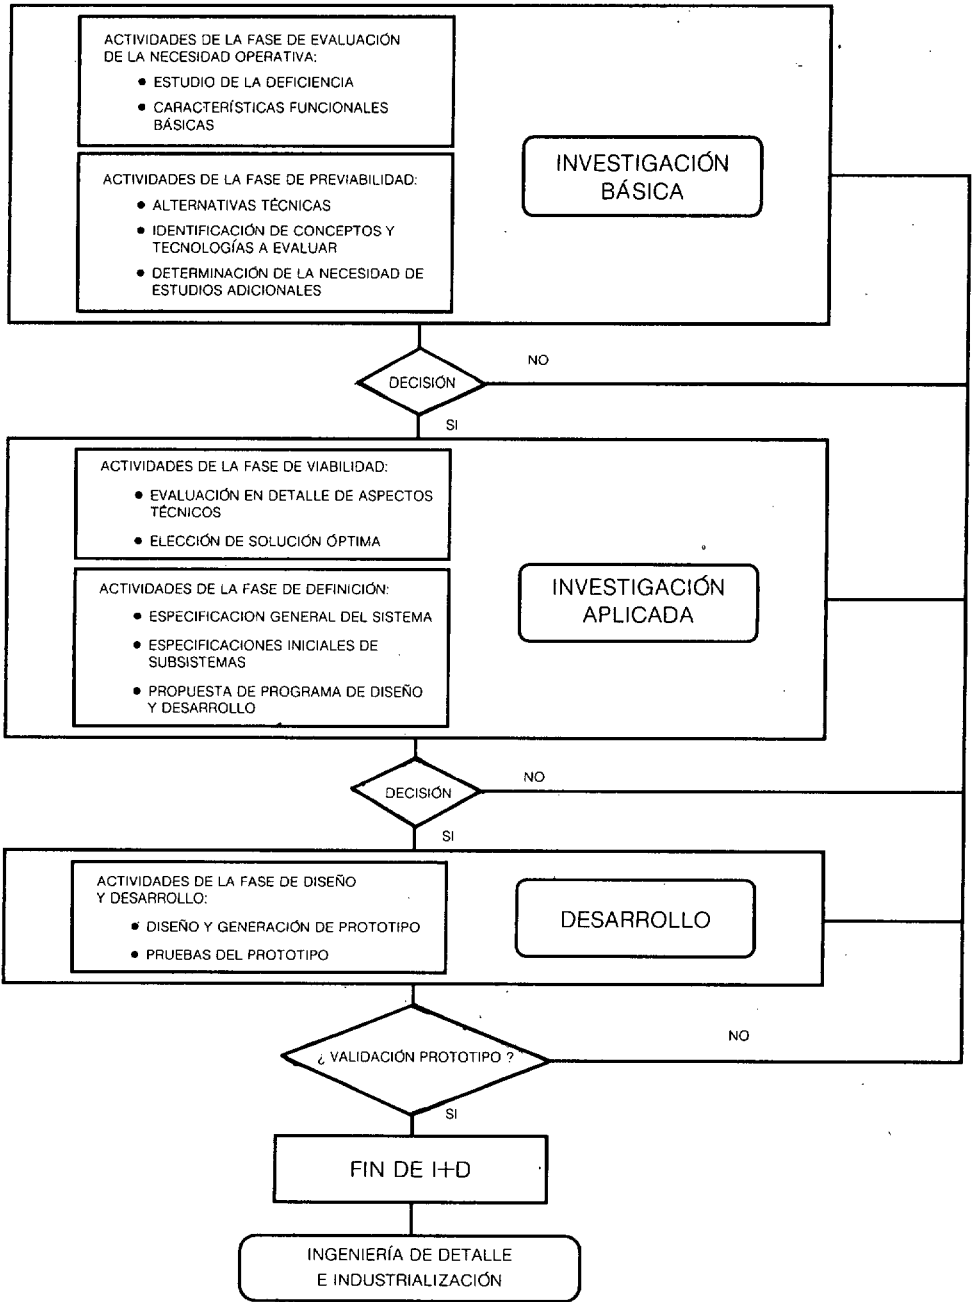 ACTIVIDADES DE LA FASE DE EVALUACIÓN
DE LA NECESIDAD OPERATIVA:
● ESTUDIO DE LA DEFICIENCIA
● CARACTERÍSTICAS FUNCIONALES
BÁSICAS
INVESTIGACIÓN
BÁSICA
ACTIVIDADES DE LA FASE DE PREVIABILIDAD:
● ALTERNATIVAS TÉCNICAS
● IDENTIFICACIÓN DE CONCEPTOS Y
TECNOLOGÍAS A EVALUAR
● DETERMINACIÓN DE LA NECESIDAD DE
ESTUDIOS ADICIONALES
NO
DECISIÓN
SI
ACTIVIDADES DE LA FASE DE VIABILIDAD:
● EVALUACIÓN EN DETALLE DE ASPECTOS
TÉCNICOS
● ELECCIÓN DE SOLUCIÓN ÓPTIMA
INVESTIGACIÓN
APLICADA
ACTIVIDADES DE LA FASE DE DEFINICIÓN:
● ESPECIFICACION GENERAL DEL SISTEMA
● ESPECIFICACIONES INICIALES DE
SUBSISTEMAS
● PROPUESTA DE PROGRAMA DE DISEÑO
Y DESARROLLO
NO
DECISIÓN
SI
ACTIVIDADES DE LA FASE DE DISEÑO
Y DESARROLLO:
● DISEÑO Y GENERACIÓN DE PROTOTIPO
● PRUEBAS DEL PROTOTIPO
DESARROLLO
NO
¿ VALIDACIÓN PROTOTIPO ?
SI
FIN DE I+D
INGENIERÍA DE DETALLE
E INDUSTRIALIZACIÓN